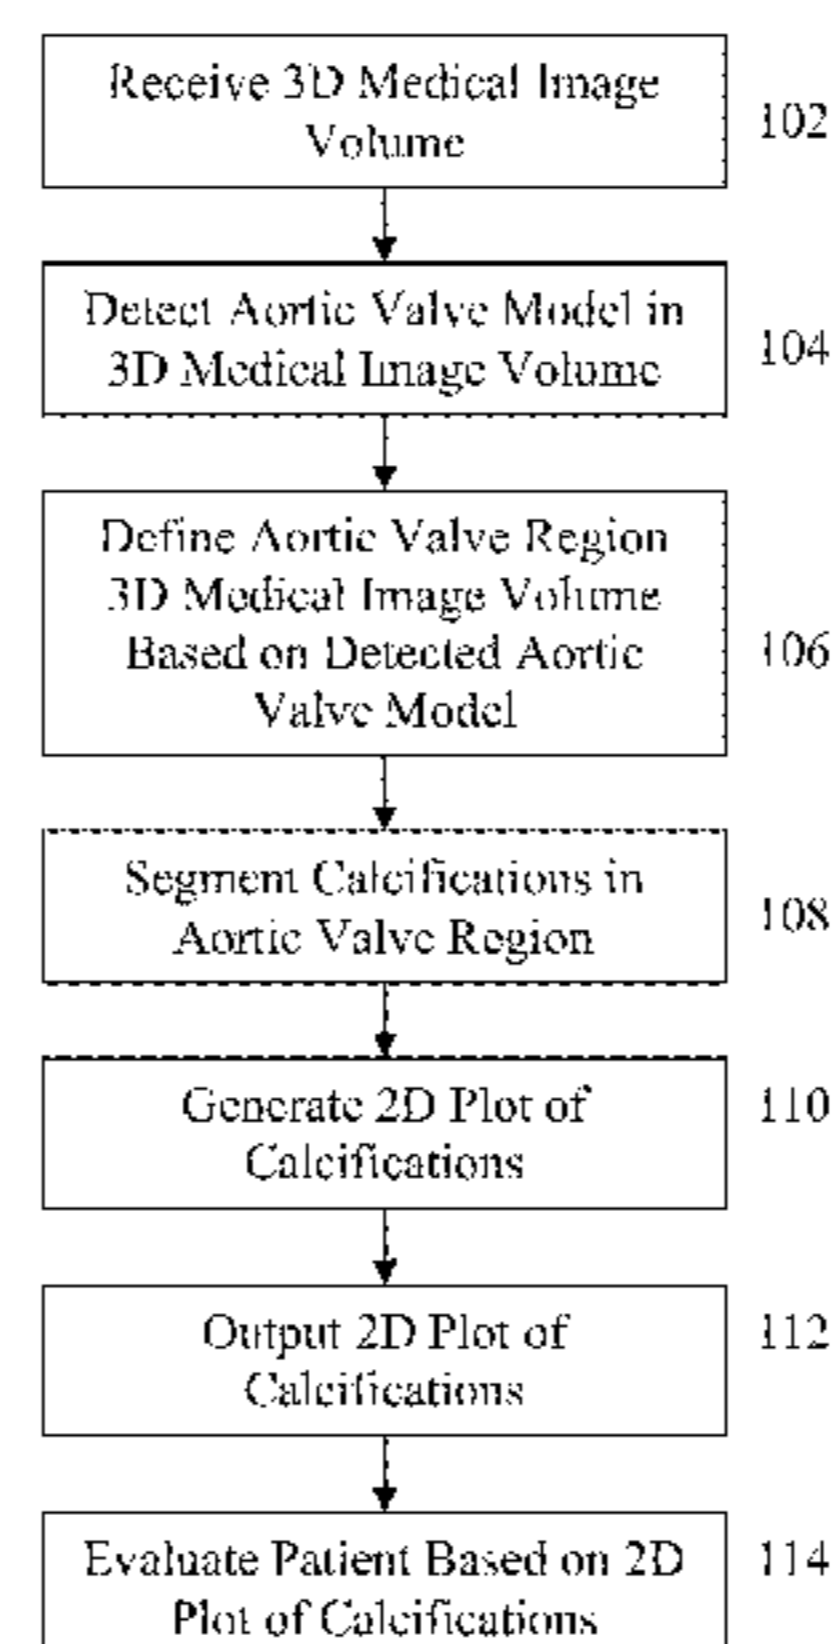 Receive 3D Medical Image
Volume
102
Detect Aortic Valve Model in
3D Medical Image Volume
104
Define Aortic Valve Region
3D Medical Image Volume
Based on Detected Aortic
Valve Model
106
Segment Calcifications in
Aortic Valve Region
108
Generate 2D Plot of
Calcifications
110
Output 2D Plot of
Calcifications
112
Evaluate Patient Based on 2D
Plot of Calcifications
114